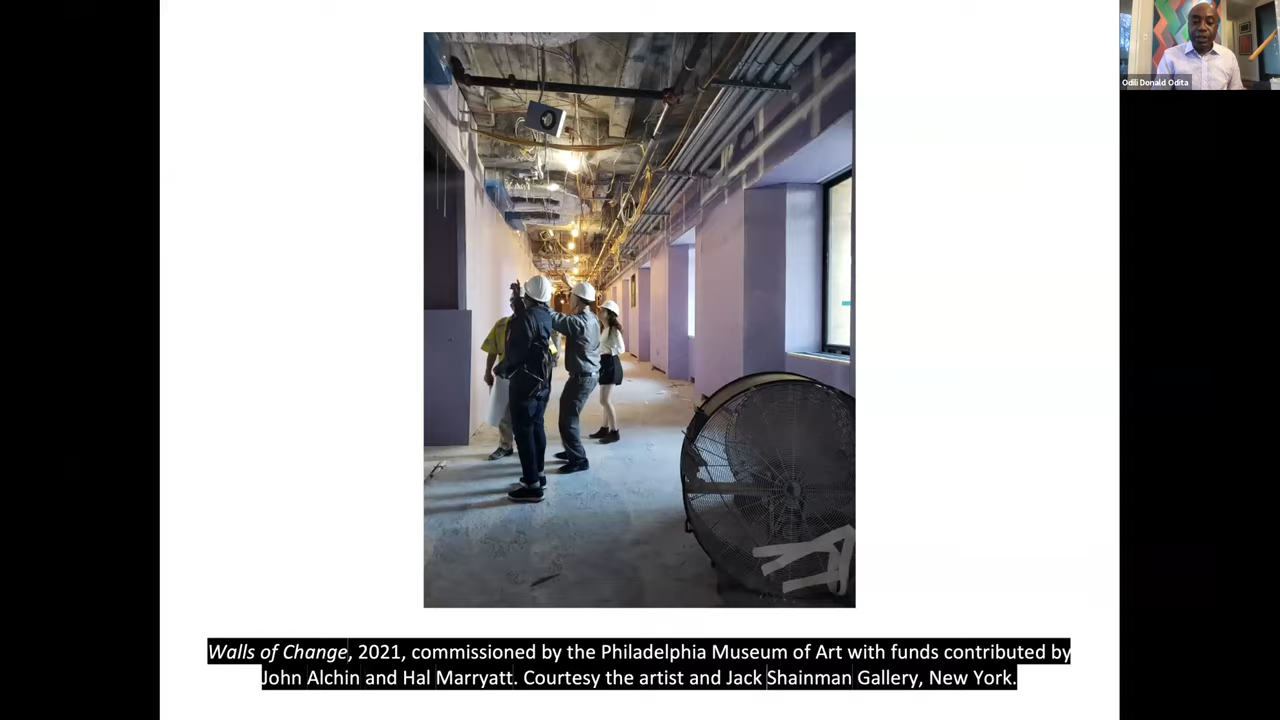 Odili Donald Odita
Walls of Change, 2021, commissioned by the Philadelphia Museum of Art with funds contributed by
John Alchin and Hal Marryatt. Courtesy the artist and Jack Shainman Gallery, New York.